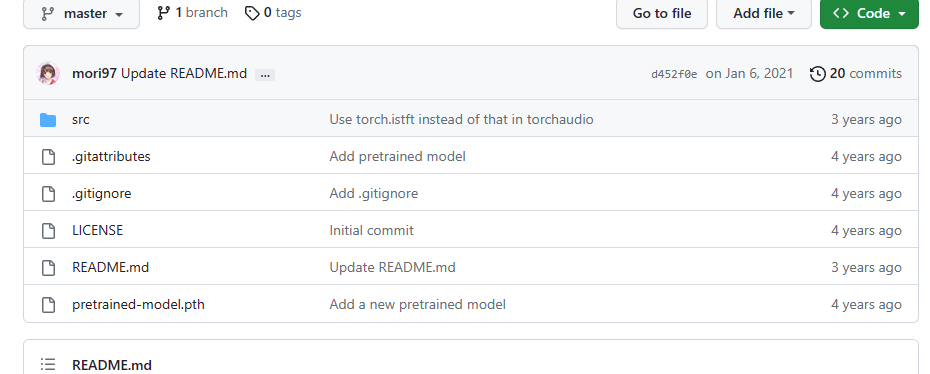 master 1 branch 0 tags Go to file Add file Code
mori97 Update README.md ... d452f0e on Jan 6, 2021 20 commits
src Use torch.istft instead of that in torchaudio 3 years ago
.gitattributes Add pretrained model 4 years ago
.gitignore Add .gitignore 4 years ago
LICENSE Initial commit 4 years ago
README.md Update README.md 3 years ago
pretrained-model.pth Add a new pretrained model 4 years ago
README.md